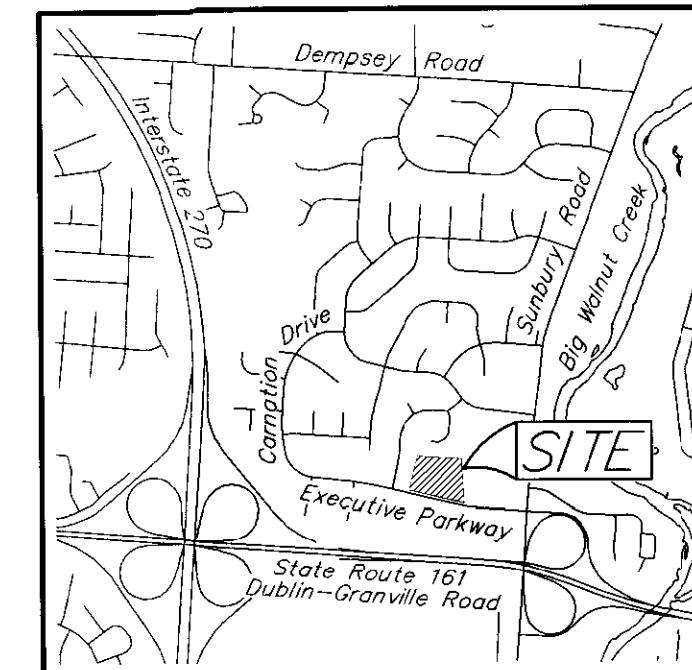 Dempsey Road
Interstate 270
Sunbury Road
Big Walnut Creek
Carnation Drive
SITE
Executive Parkway
State Route 161
Dublin-Granville Road